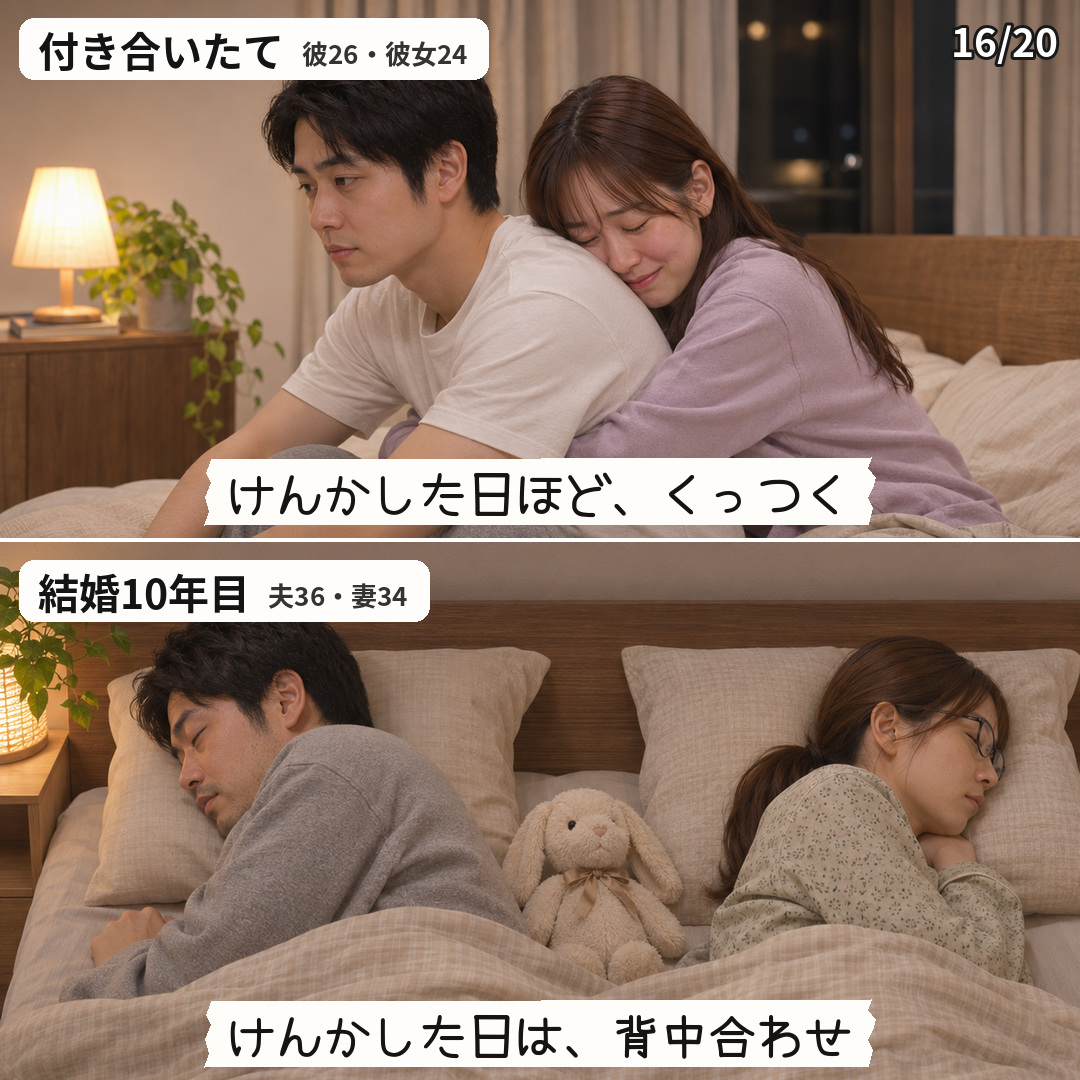 付き合いたて 彼26・彼女24
16/20
けんかした日ほど、くっつく
結婚10年目 夫36・妻34
けんかした日は、背中合わせ